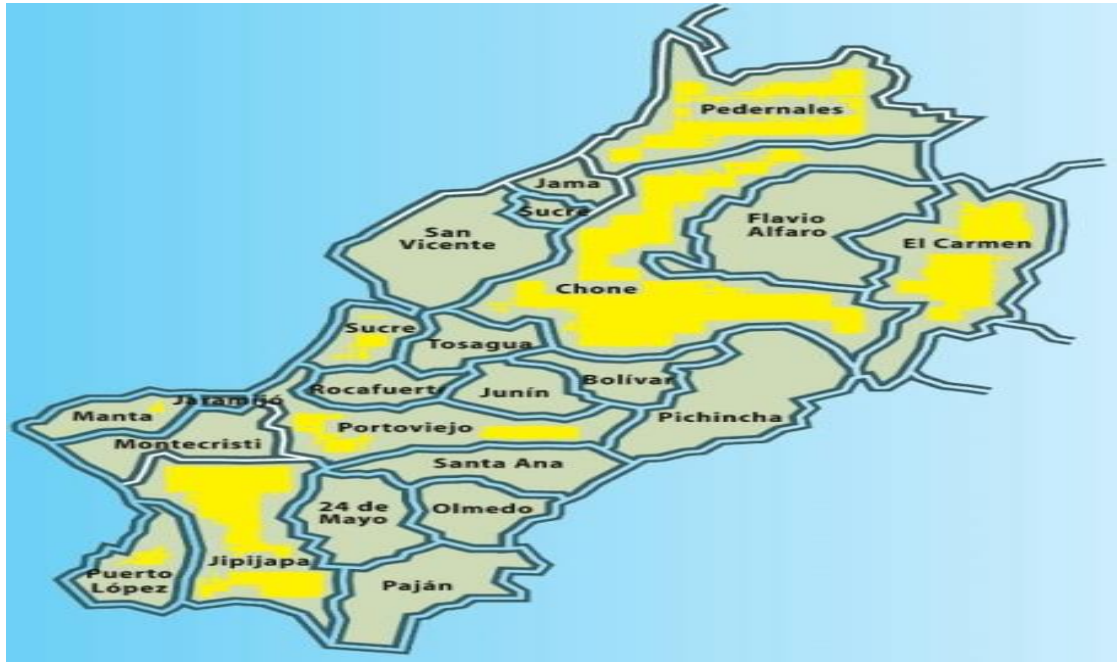 Pedernales
Jama
Sucre
San
Vicente
Flavio
Alfaro
El Carmen
Chone
Sucre
Tosagua
Rocafuerte
Junín
Bolívar
Manta
Jaramijó
Montecristi
Portoviejo
Pichincha
Santa Ana
24 de
Mayo
Olmedo
Puerto
López
Jipijapa
Paján